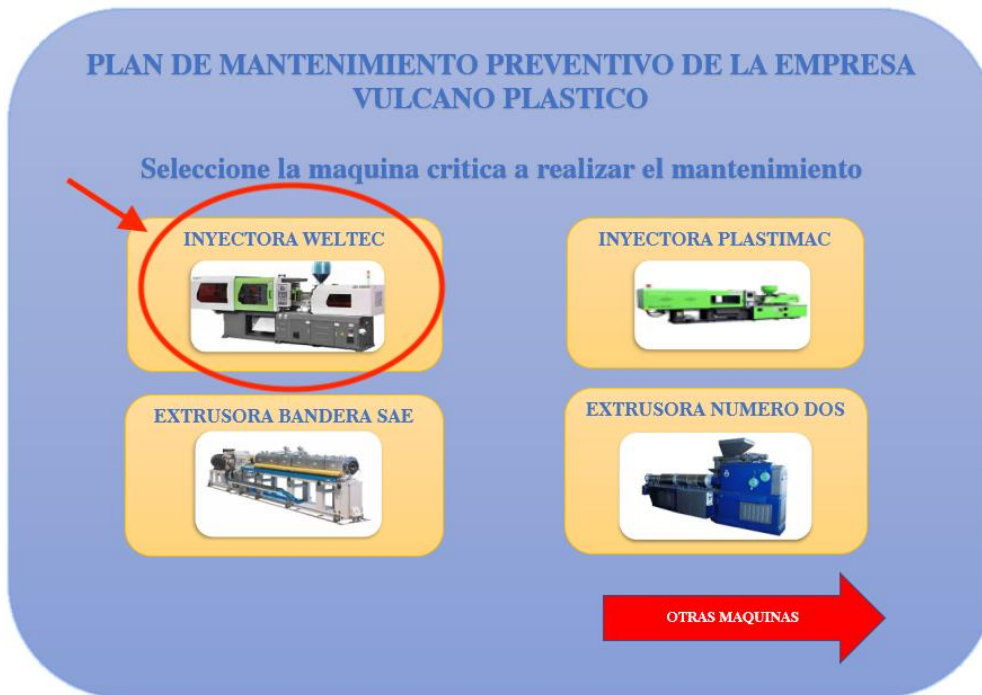 PLAN DE MANTENIMIENTO PREVENTIVO DE LA EMPRESA
VULCANO PLASTICO
Seleccione la maquina critica a realizar el mantenimiento
INYECTORA WELTEC
INYECTORA PLASTIMAC
EXTRUSORA BANDERA SAE
EXTRUSORA NUMERO DOS
OTRAS MAQUINAS